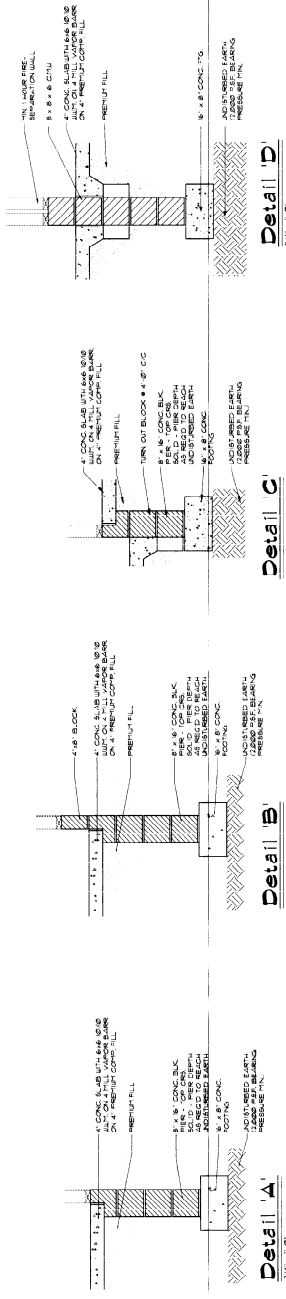 4" CONC. SLAB WITH 6x6 10/10
W.W.M. ON 4 MILL VAPOR BARR.
ON 4" PREMIUM COMP. FILL
PREMIUM FILL
8" x 16" CONC. BLK.
PIER - TOP CRS.
SOLID - PIER DEPTH
AS REQ'D TO REACH
UNDISTURBED EARTH
16" x 8" CONC.
FOOTING
UNDISTURBED EARTH
(2,000 P.S.F. BEARING
PRESSURE MIN.)
Detail 'A'
4"x8" BLOCK
4" CONC. SLAB WITH 6x6 10/10
W.W.M. ON 4 MILL VAPOR BARR.
ON 4" PREMIUM COMP. FILL
PREMIUM FILL
8" x 16" CONC. BLK.
PIER - TOP CRS.
SOLID - PIER DEPTH
AS REQ'D TO REACH
UNDISTURBED EARTH
16" x 8" CONC.
FOOTING
UNDISTURBED EARTH
(2,000 P.S.F. BEARING
PRESSURE MIN.)
Detail 'B'
4" CONC. SLAB WITH 6x6 10/10
W.W.M. ON 4 MILL VAPOR BARR.
ON 4" PREMIUM COMP. FILL
PREMIUM FILL
TURN OUT BLOCK @ 4'-0" C/C
8" x 16" CONC. BLK.
PIER - TOP CRS.
SOLID - PIER DEPTH
AS REQ'D TO REACH
UNDISTURBED EARTH
16" x 8" CONC.
FOOTING
UNDISTURBED EARTH
(2,000 P.S.F. BEARING
PRESSURE MIN.)
Detail 'C'
MIN. 1 HOUR FIRE-
SEPARATION WALL
8 x 8 x 16 C.M.U.
4" CONC. SLAB WITH 6x6 10/10
W.W.M. ON 4 MILL VAPOR BARR.
ON 4" PREMIUM COMP. FILL
PREMIUM FILL
16" x 8" CONC. FTG.
UNDISTURBED EARTH
(2,000 P.S.F. BEARING
PRESSURE MIN.)
Detail 'D'